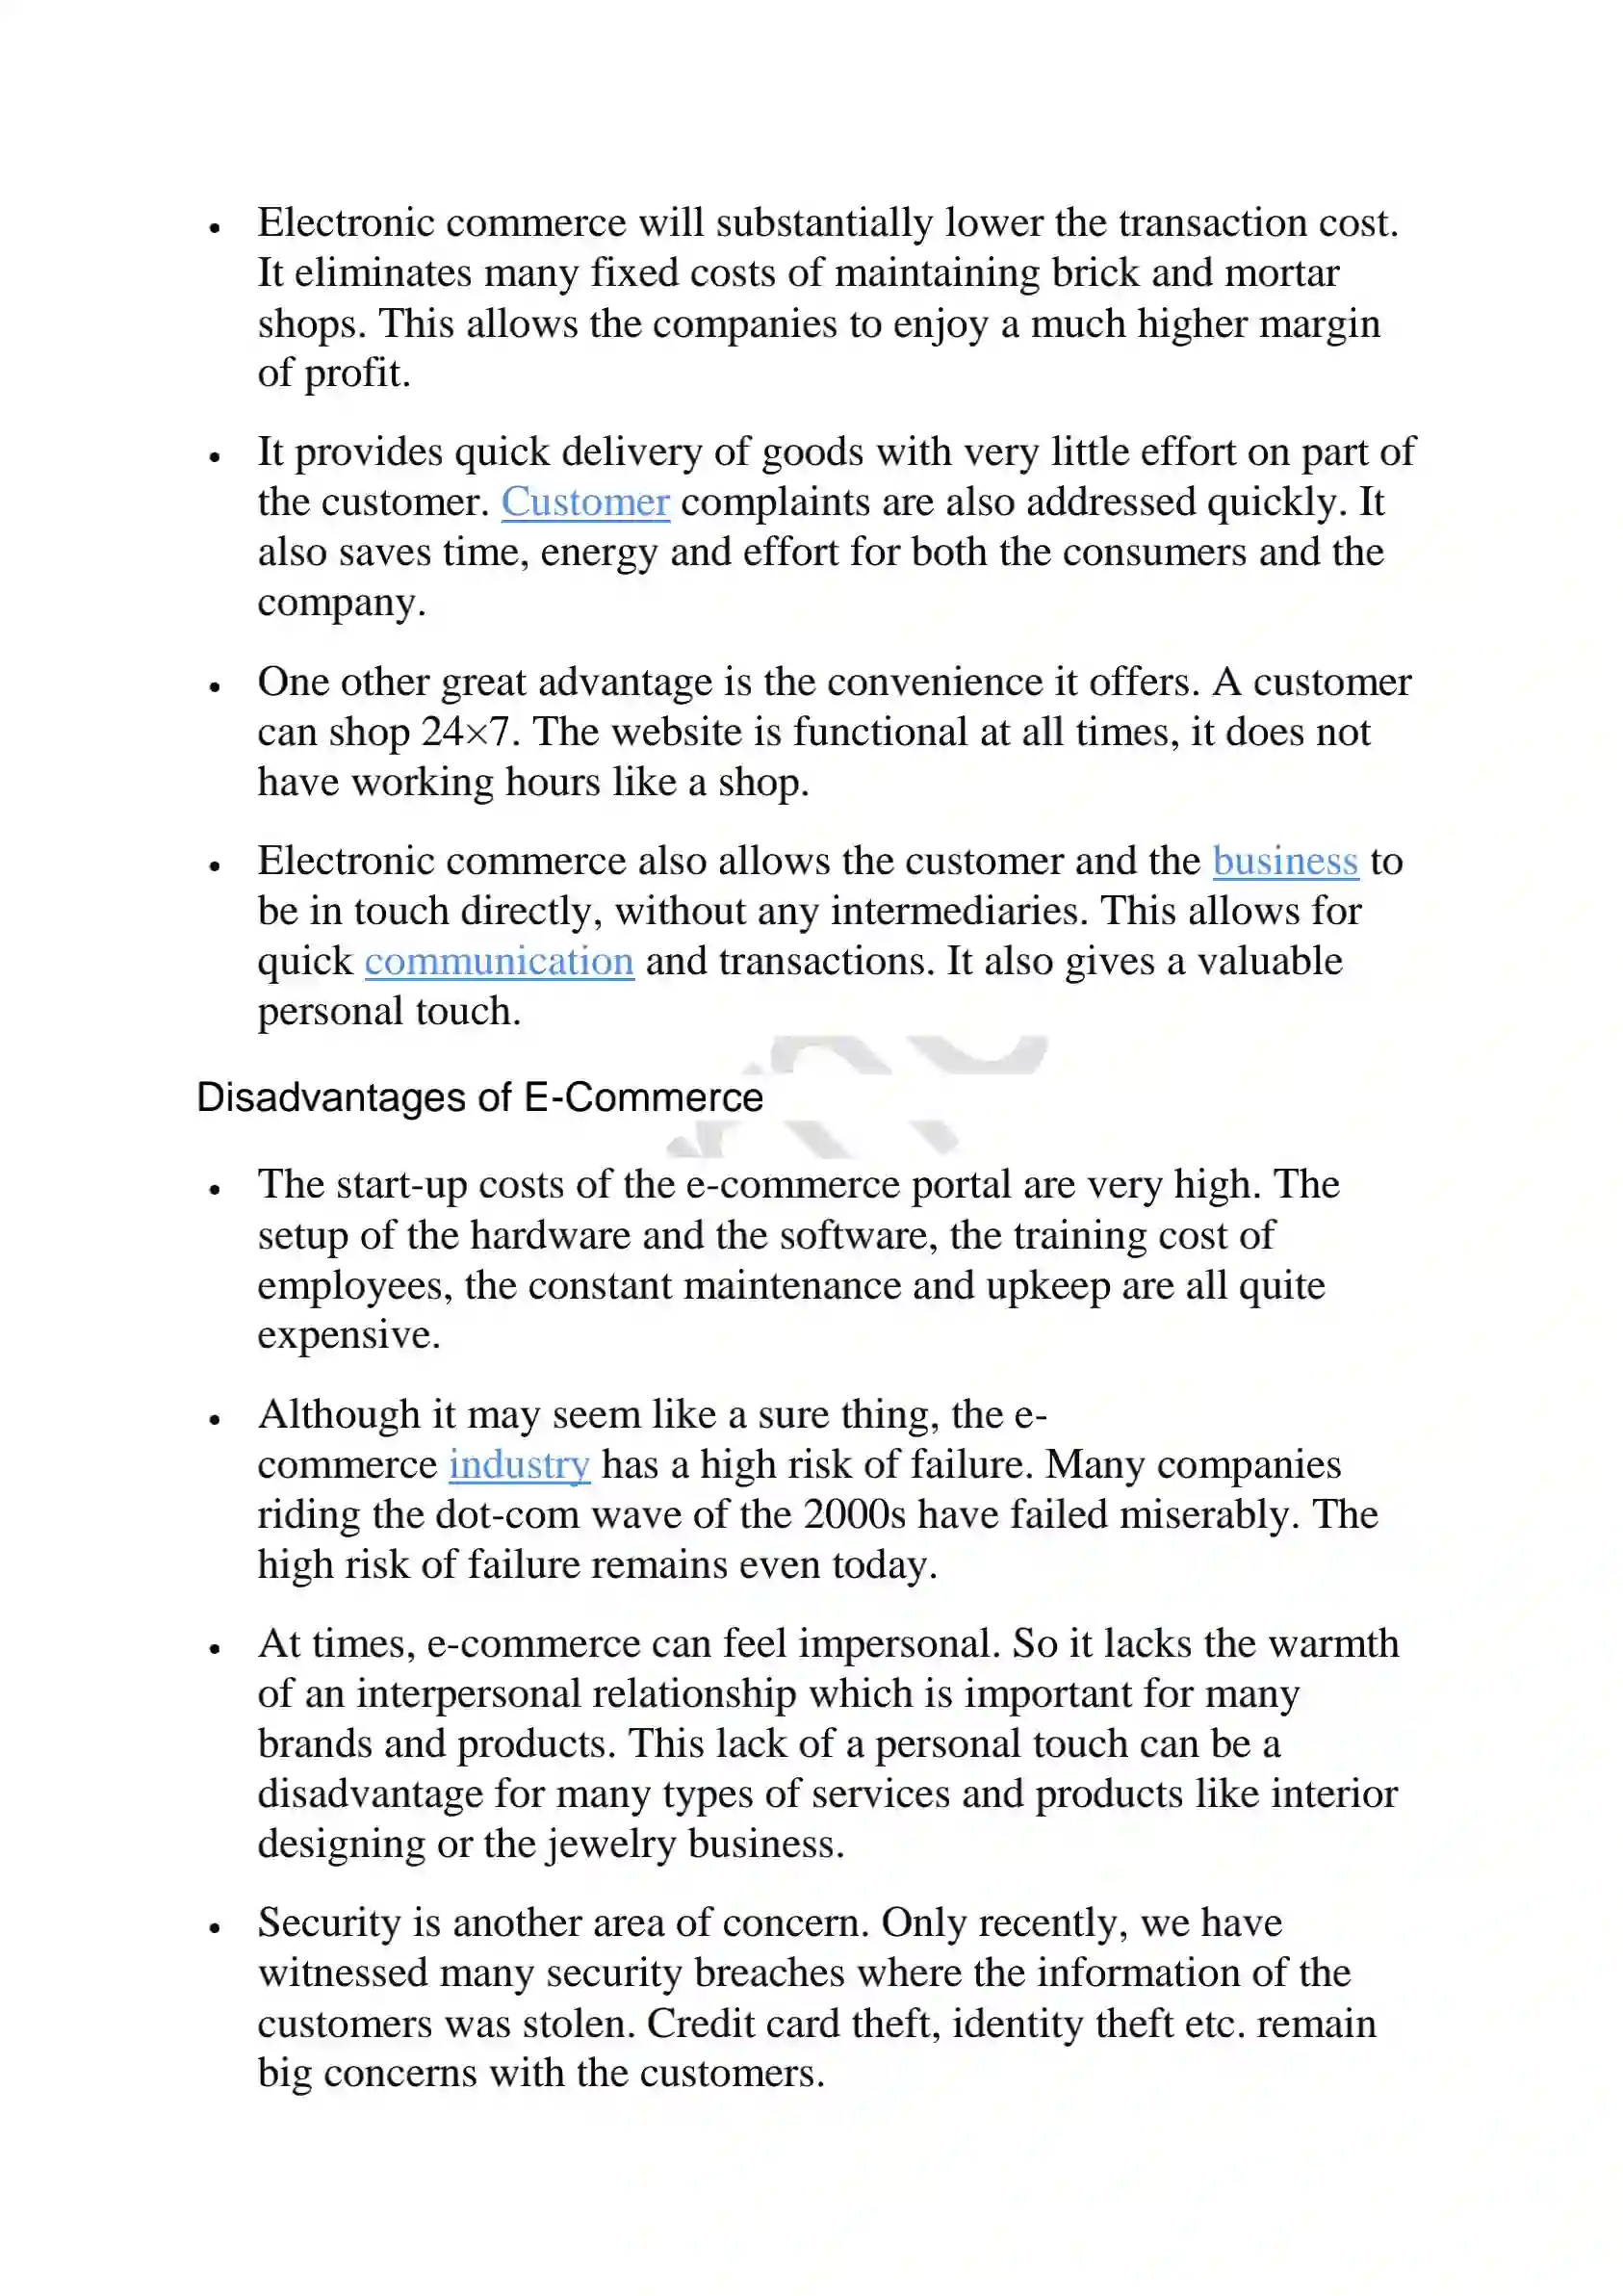 • Electronic commerce will substantially lower the transaction cost.
It eliminates many fixed costs of maintaining brick and mortar
shops. This allows the companies to enjoy a much higher margin
of profit.
• It provides quick delivery of goods with very little effort on part of
the customer. Customer complaints are also addressed quickly. It
also saves time, energy and effort for both the consumers and the
company.
• One other great advantage is the convenience it offers. A customer
can shop 24×7. The website is functional at all times, it does not
have working hours like a shop.
• Electronic commerce also allows the customer and the business to
be in touch directly, without any intermediaries. This allows for
quick communication and transactions. It also gives a valuable
personal touch.
Disadvantages of E-Commerce
• The start-up costs of the e-commerce portal are very high. The
setup of the hardware and the software, the training cost of
employees, the constant maintenance and upkeep are all quite
expensive.
• Although it may seem like a sure thing, the e-
commerce industry has a high risk of failure. Many companies
riding the dot-com wave of the 2000s have failed miserably. The
high risk of failure remains even today.
• At times, e-commerce can feel impersonal. So it lacks the warmth
of an interpersonal relationship which is important for many
brands and products. This lack of a personal touch can be a
disadvantage for many types of services and products like interior
designing or the jewelry business.
• Security is another area of concern. Only recently, we have
witnessed many security breaches where the information of the
customers was stolen. Credit card theft, identity theft etc. remain
big concerns with the customers.